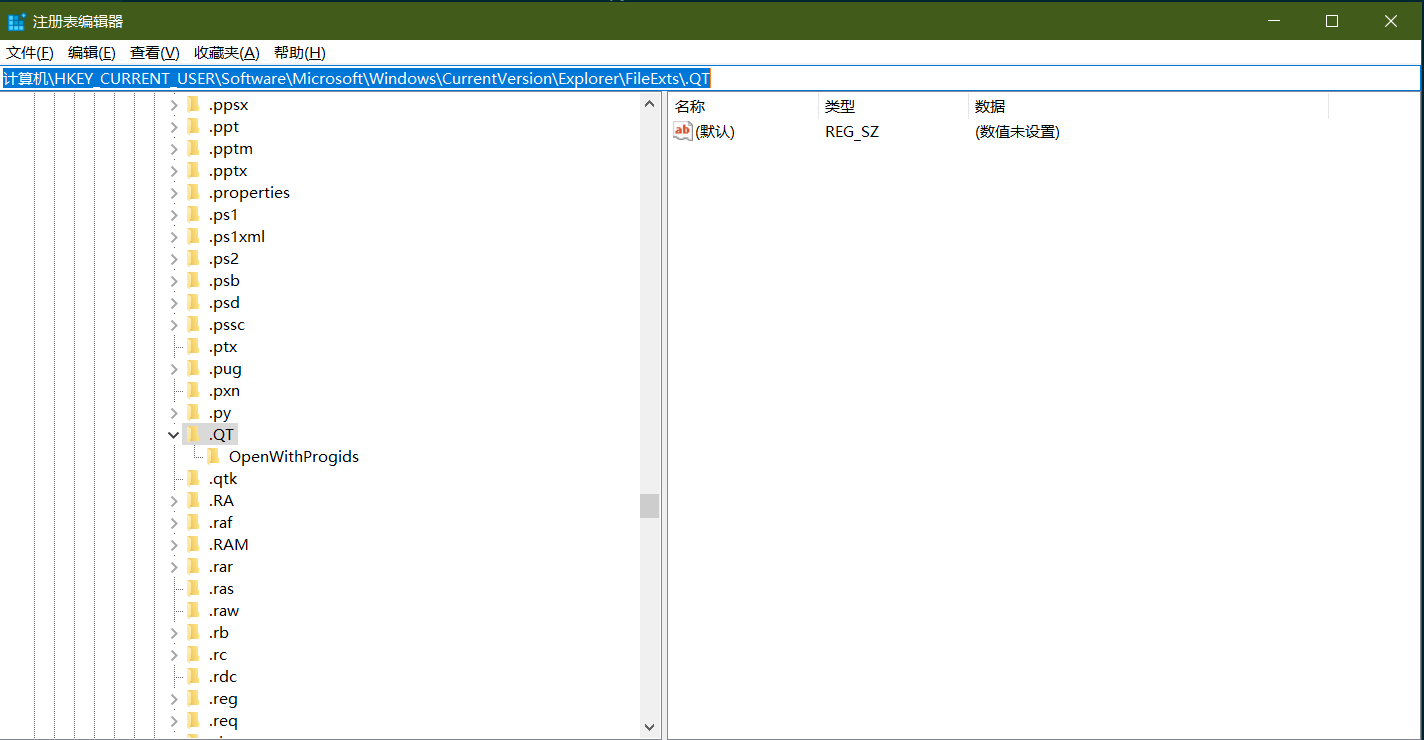 注册表编辑器
文件(F) 编辑(E) 查看(V) 收藏夹(A) 帮助(H)
计算机\HKEY_CURRENT_USER\Software\Microsoft\Windows\CurrentVersion\Explorer\FileExts\.QT
.ppsx
.ppt
.pptm
.pptx
.properties
.ps1
.ps1xml
.ps2
.psb
.psd
.pssc
.ptx
.pug
.pxn
.py
.QT
OpenWithProgids
.qtk
.RA
.raf
.RAM
.rar
.ras
.raw
.rb
.rc
.rdc
.reg
.req
名称 类型 数据
ab (默认) REG_SZ (数值未设置)